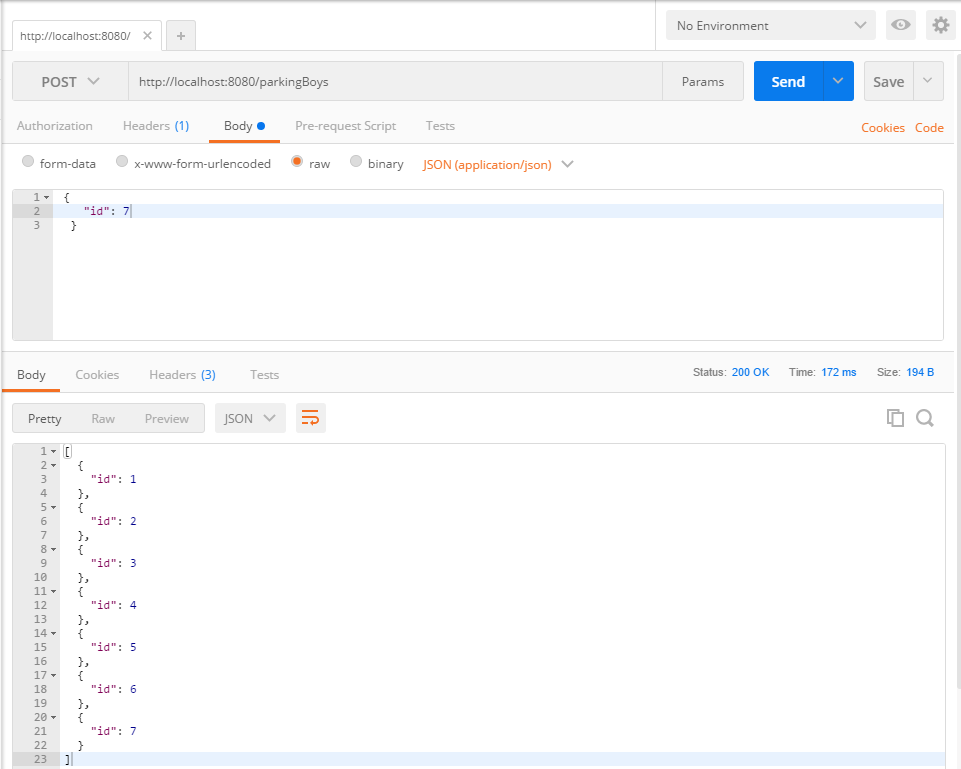 http://localhost:8080/ × +
No Environment
POST http://localhost:8080/parkingBoys Params Send Save
Authorization Headers (1) Body Pre-request Script Tests Cookies Code
form-data x-www-form-urlencoded raw binary JSON (application/json)
1 {
2 "id": 7
3 }
Body Cookies Headers (3) Tests Status: 200 OK Time: 172 ms Size: 194 B
Pretty Raw Preview JSON
1 [
2 {
3 "id": 1
4 },
5 {
6 "id": 2
7 },
8 {
9 "id": 3
10 },
11 {
12 "id": 4
13 },
14 {
15 "id": 5
16 },
17 {
18 "id": 6
19 },
20 {
21 "id": 7
22 }
23 ]